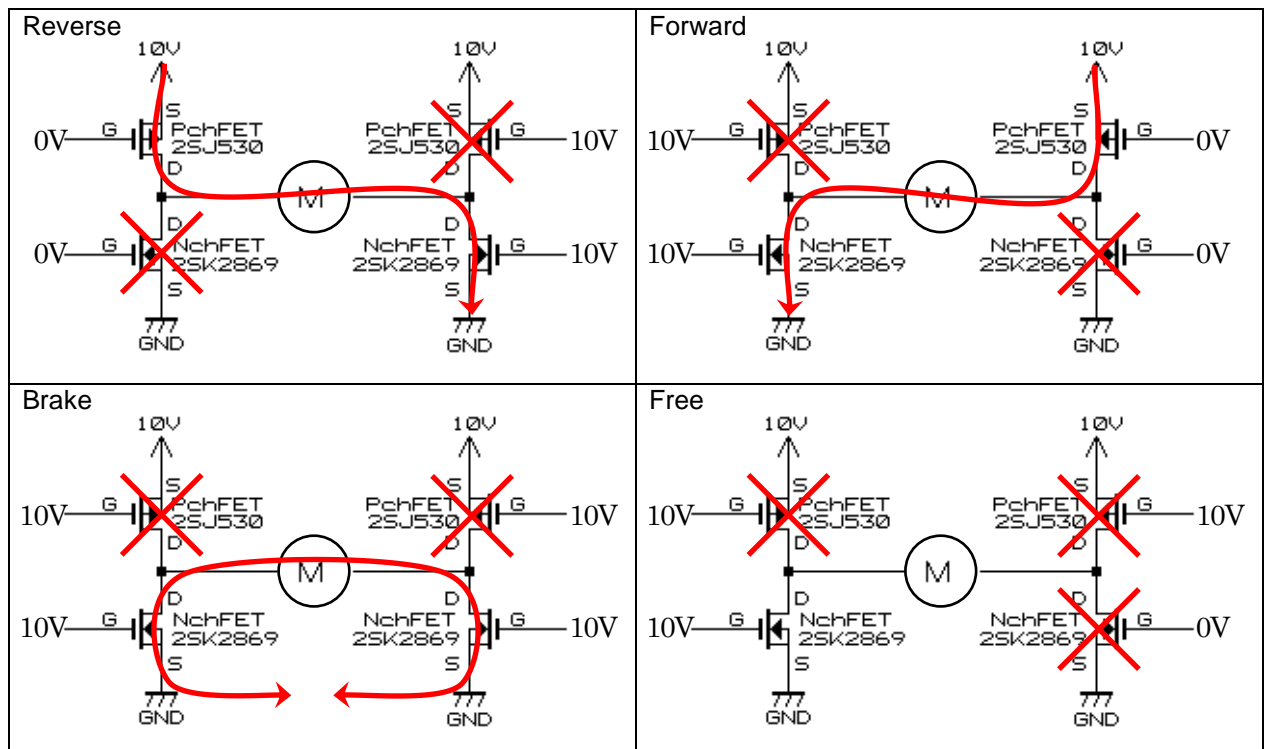 Reverse
10V 10V
S S
0V G PchFET PchFET G 10V
2SJ530 2SJ530
D D
M
D D
0V G NchFET NchFET G 10V
2SK2869 2SK2869
S S
GND GND
Forward
10V 10V
S S
10V G PchFET PchFET G 0V
2SJ530 2SJ530
D D
M
D D
10V G NchFET NchFET G 0V
2SK2869 2SK2869
S S
GND GND
Brake
10V 10V
S S
10V G PchFET PchFET G 10V
2SJ530 2SJ530
D D
M
D D
10V G NchFET NchFET G 10V
2SK2869 2SK2869
S S
GND GND
Free
10V 10V
S S
10V G PchFET PchFET G 10V
2SJ530 2SJ530
D D
M
D D
10V G NchFET NchFET G 0V
2SK2869 2SK2869
S S
GND GND